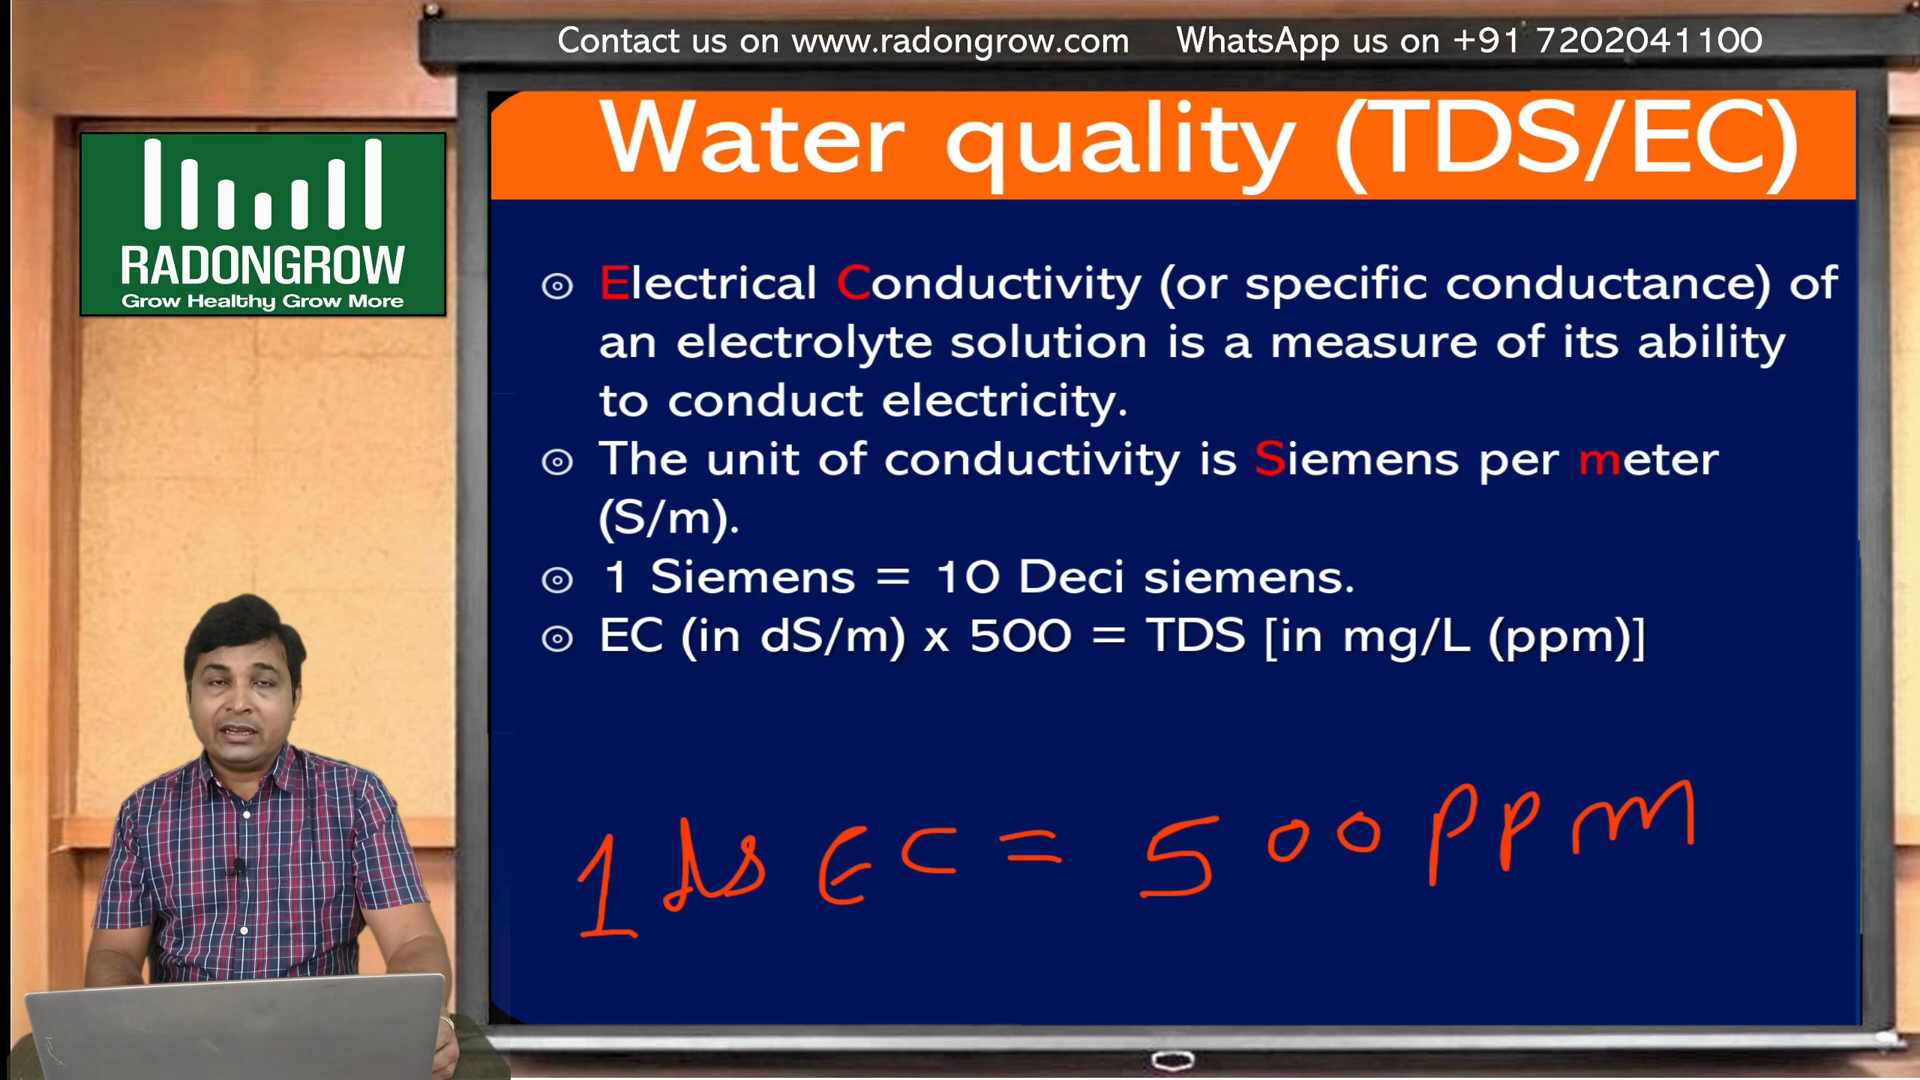 Contact us on www.radongrow.com WhatsApp us on +91 7202041100
Water quality (TDS/EC)
RADONGROW
Grow Healthy Grow More
Electrical Conductivity (or specific conductance) of
an electrolyte solution is a measure of its ability
to conduct electricity.
The unit of conductivity is Siemens per meter
(S/m).
1 Siemens = 10 Deci siemens.
EC (in dS/m) x 500 = TDS [in mg/L (ppm)]
1 ds EC = 500 PPm